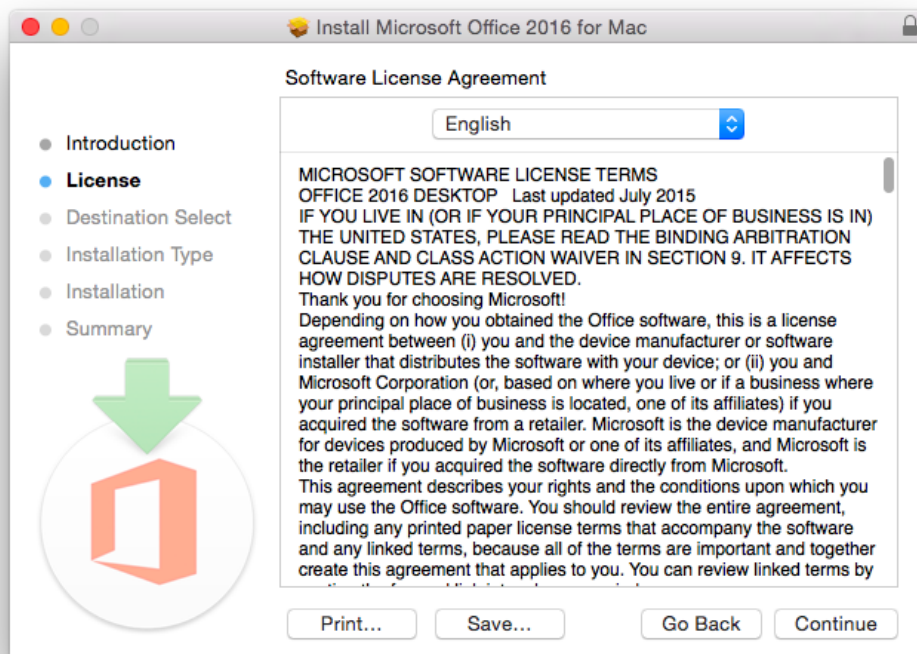 Install Microsoft Office 2016 for Mac
Software License Agreement
Introduction
License
Destination Select
Installation Type
Installation
Summary
English
MICROSOFT SOFTWARE LICENSE TERMS
OFFICE 2016 DESKTOP   Last updated July 2015
IF YOU LIVE IN (OR IF YOUR PRINCIPAL PLACE OF BUSINESS IS IN)
THE UNITED STATES, PLEASE READ THE BINDING ARBITRATION
CLAUSE AND CLASS ACTION WAIVER IN SECTION 9. IT AFFECTS
HOW DISPUTES ARE RESOLVED.
Thank you for choosing Microsoft!
Depending on how you obtained the Office software, this is a license
agreement between (i) you and the device manufacturer or software
installer that distributes the software with your device; or (ii) you and
Microsoft Corporation (or, based on where you live or if a business where
your principal place of business is located, one of its affiliates) if you
acquired the software from a retailer. Microsoft is the device manufacturer
for devices produced by Microsoft or one of its affiliates, and Microsoft is
the retailer if you acquired the software directly from Microsoft.
This agreement describes your rights and the conditions upon which you
may use the Office software. You should review the entire agreement,
including any printed paper license terms that accompany the software
and any linked terms, because all of the terms are important and together
create this agreement that applies to you. You can review linked terms by
Print...
Save...
Go Back
Continue